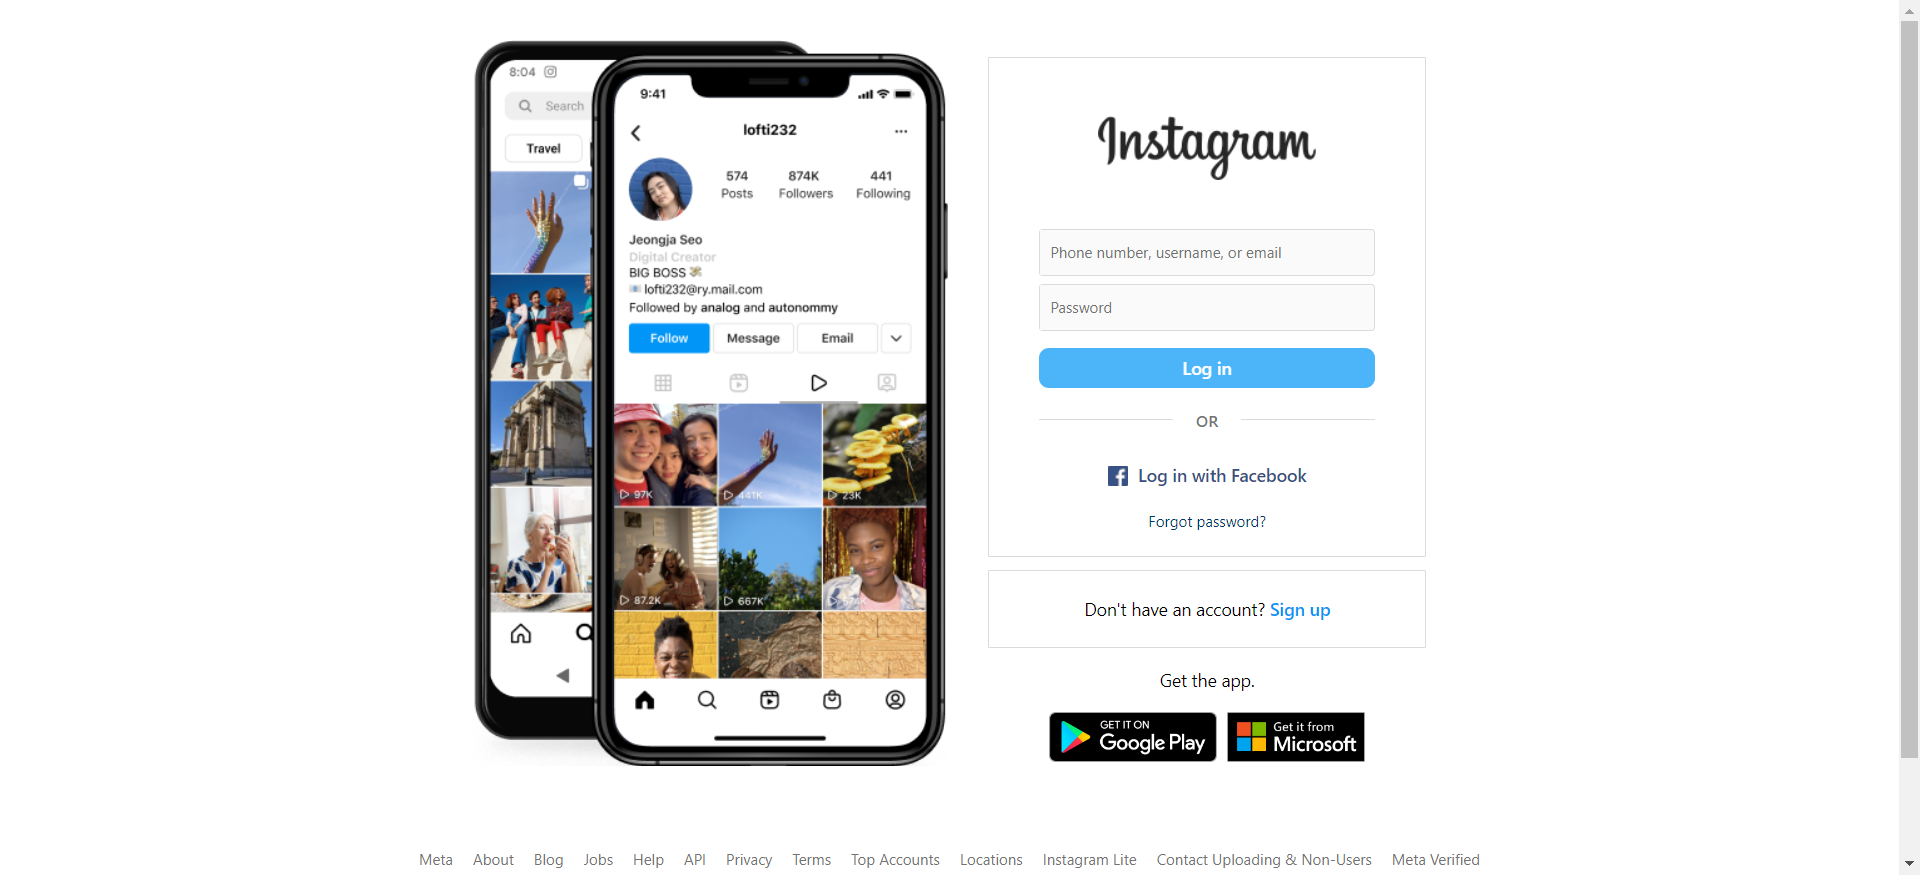 8:04
Search
Travel
9:41
lofti232
574 874K 441
Posts Followers Following
Jeongja Seo
Digital Creator
BIG BOSS
lofti232@ry.mail.com
Followed by analog and autonommy
Follow Message Email
97K 441K 23K
87.2K 667K
Instagram
Phone number, username, or email
Password
Log in
OR
Log in with Facebook
Forgot password?
Don't have an account? Sign up
Get the app.
GET IT ON
Google Play
Get it from
Microsoft
Meta About Blog Jobs Help API Privacy Terms Top Accounts Locations Instagram Lite Contact Uploading & Non-Users Meta Verified